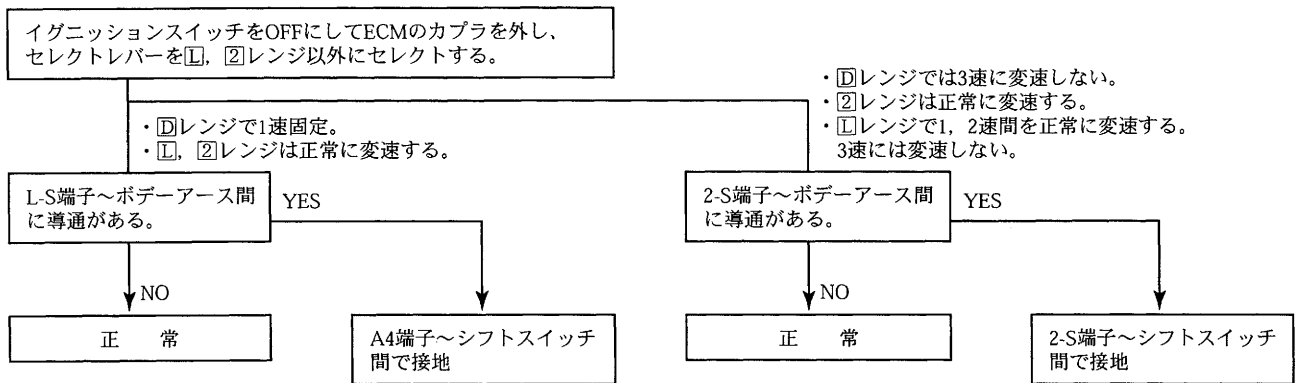 イグニッションスイッチをOFFにしてECMのカプラを外し、
セレクトレバーを🄻，②レンジ以外にセレクトする。
・🄳レンジで1速固定。
・🄻，②レンジは正常に変速する。
・🄳レンジでは3速に変速しない。
・②レンジは正常に変速する。
・🄻レンジで1，2速間を正常に変速する。
3速には変速しない。
L-S端子～ボデーアース間
に導通がある。
YES
NO
正　常
A4端子～シフトスイッチ
間で接地
2-S端子～ボデーアース間
に導通がある。
YES
NO
正　常
2-S端子～シフトスイッチ
間で接地